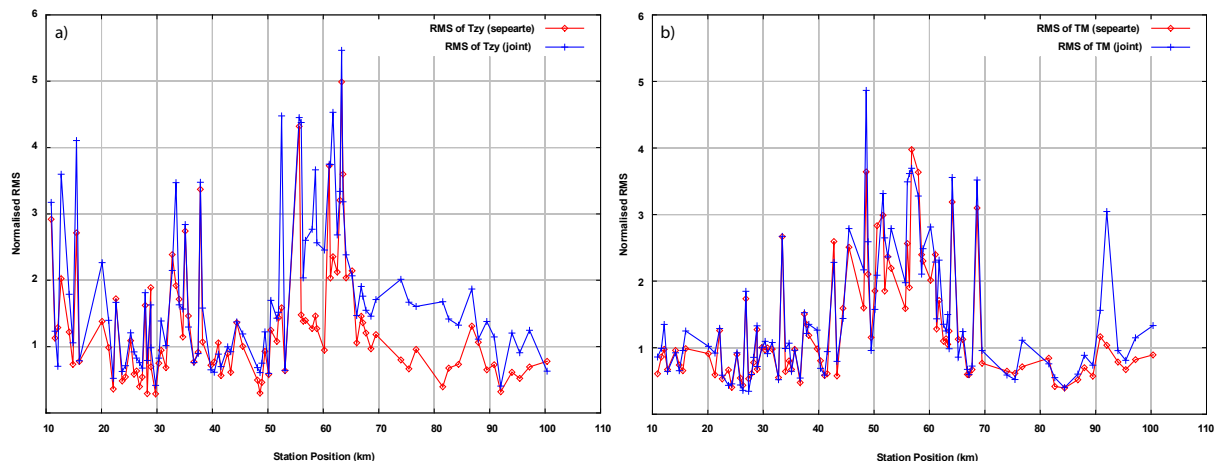 a)
RMS of Tzy (sepearte)
RMS of Tzy (joint)
6
5
4
3
2
1
0
Normalised RMS
10 20 30 40 50 60 70 80 90 100 110
Station Position (km)
b)
RMS of TM (sepearte)
RMS of TM (joint)
6
5
4
3
2
1
0
Normalised RMS
10 20 30 40 50 60 70 80 90 100 110
Station Position (km)